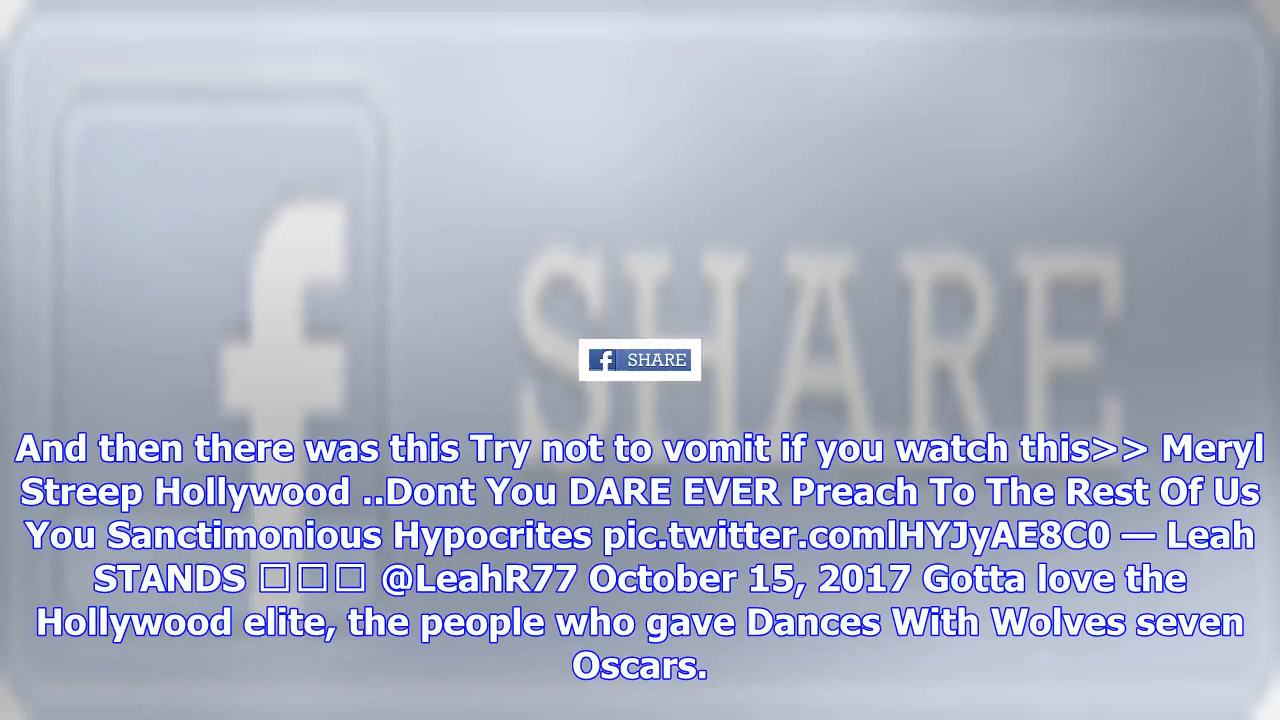 f SHARE
f SHARE
And then there was this Try not to vomit if you watch this>> Meryl
Streep Hollywood ..Dont You DARE EVER Preach To The Rest Of Us
You Sanctimonious Hypocrites pic.twitter.comlHYJyAE8C0 — Leah
STANDS □□□ @LeahR77 October 15, 2017 Gotta love the
Hollywood elite, the people who gave Dances With Wolves seven
Oscars.